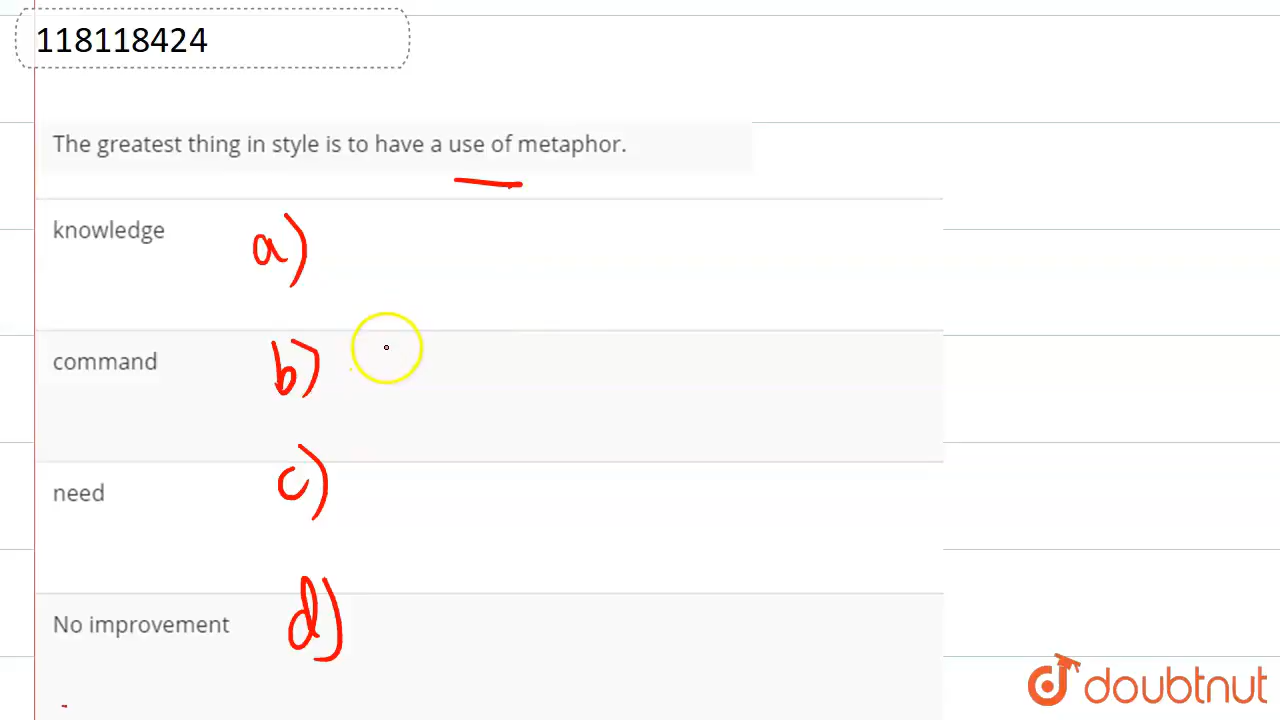 118118424
The greatest thing in style is to have a use of metaphor.
knowledge a)
command b)
need c)
No improvement d)
doubtnut